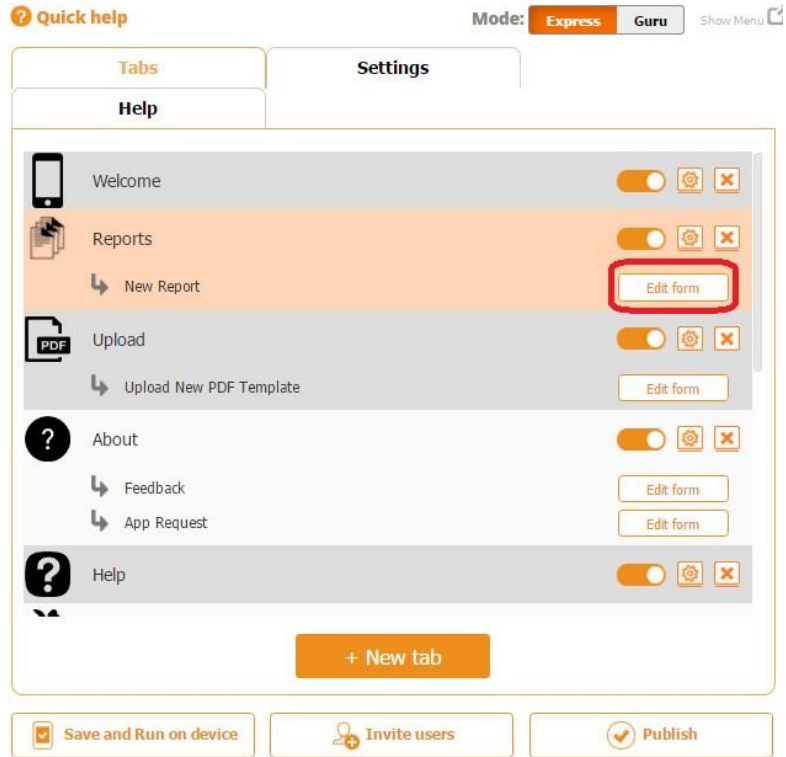 ? Quick help
Mode: Express Guru Show Menu
Tabs Settings
Help
Welcome
Reports
New Report Edit form
PDF Upload
Upload New PDF Template Edit form
? About
Feedback Edit form
App Request Edit form
? Help
+ New tab
Save and Run on device Invite users Publish